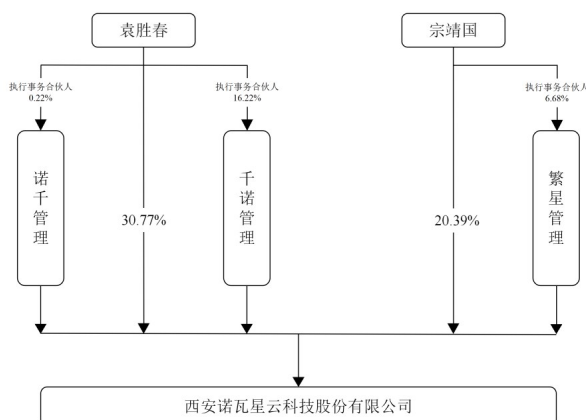 袁胜春
宗靖国
执行事务合伙人
0.22%
执行事务合伙人
16.22%
执行事务合伙人
6.68%
诺千管理
30.77%
千诺管理
20.39%
繁星管理
西安诺瓦星云科技股份有限公司